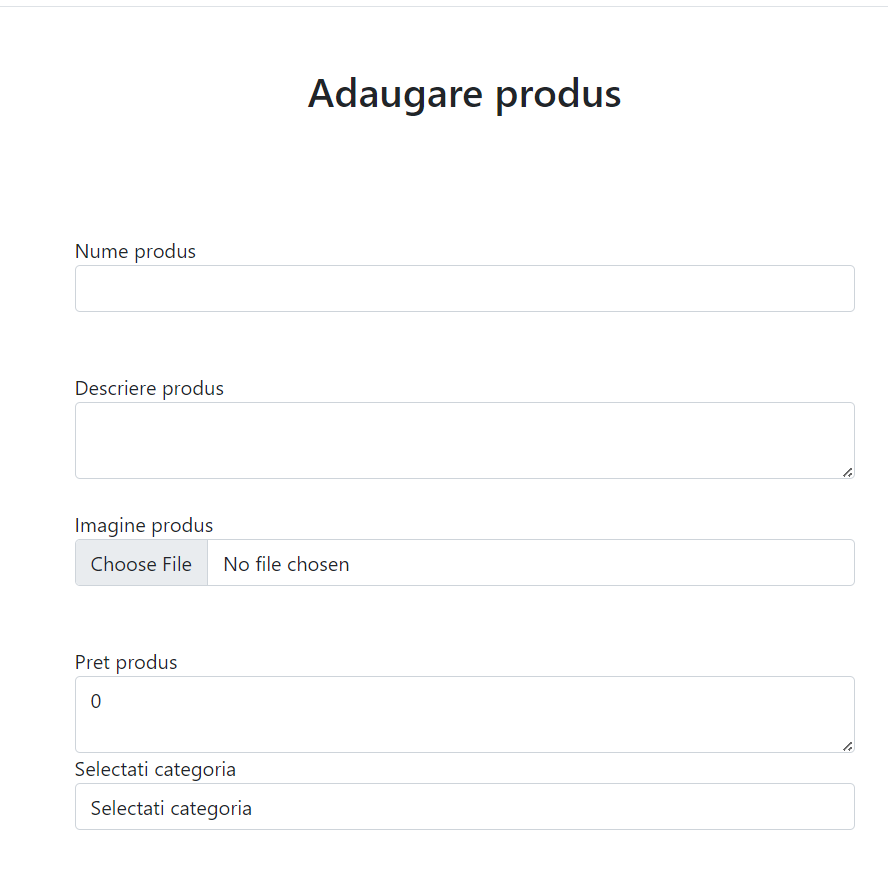 Adaugare produs
Nume produs
Descriere produs
Imagine produs
Choose File No file chosen
Pret produs
0
Selectati categoria
Selectati categoria